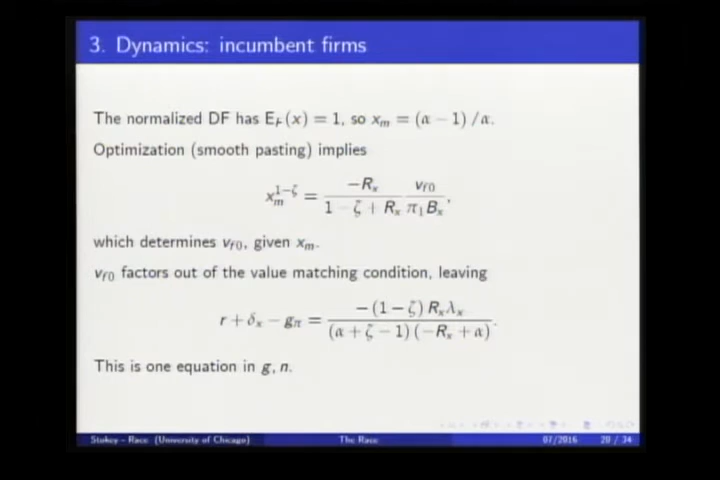 3. Dynamics: incumbent firms
The normalized DF has E_F(x) = 1, so x_m = (α − 1) /α.
Optimization (smooth pasting) implies
x_m^{1−ζ} = \frac{−R_x}{1 − ζ + R_x} \frac{v_{f0}}{π_1 B_x},
which determines v_{f0}, given x_m.
v_{f0} factors out of the value matching condition, leaving
r + δ_x − g_π = \frac{− (1 − ζ) R_x λ_x}{(α + ζ − 1) (−R_x + α)}.
This is one equation in g, n.
Stokey – Race (University of Chicago) The Race 07/2016 20 / 34